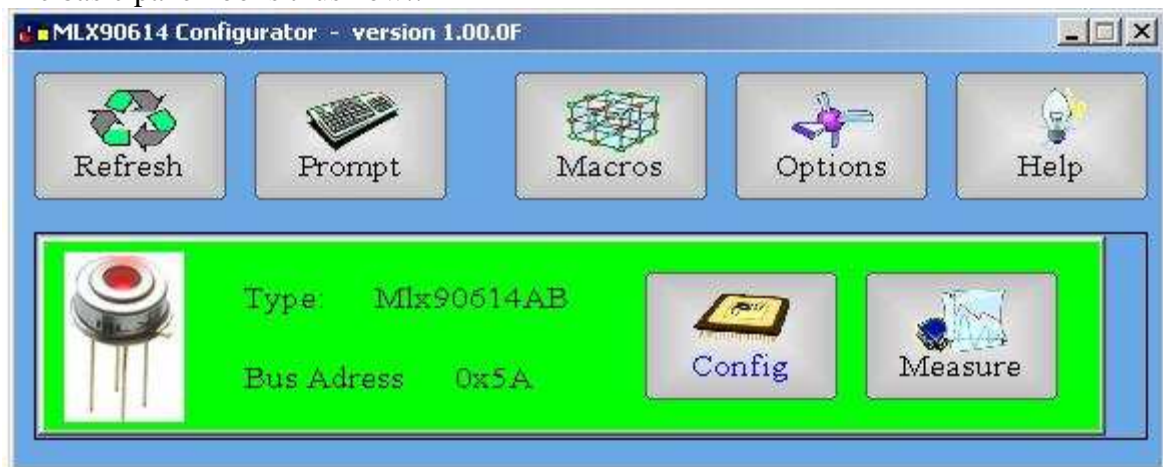 MLX90614 Configurator - version 1.00.0F
Refresh Prompt Macros Options Help
Type: Mlx90614AB
Bus Adress 0x5A
Config Measure